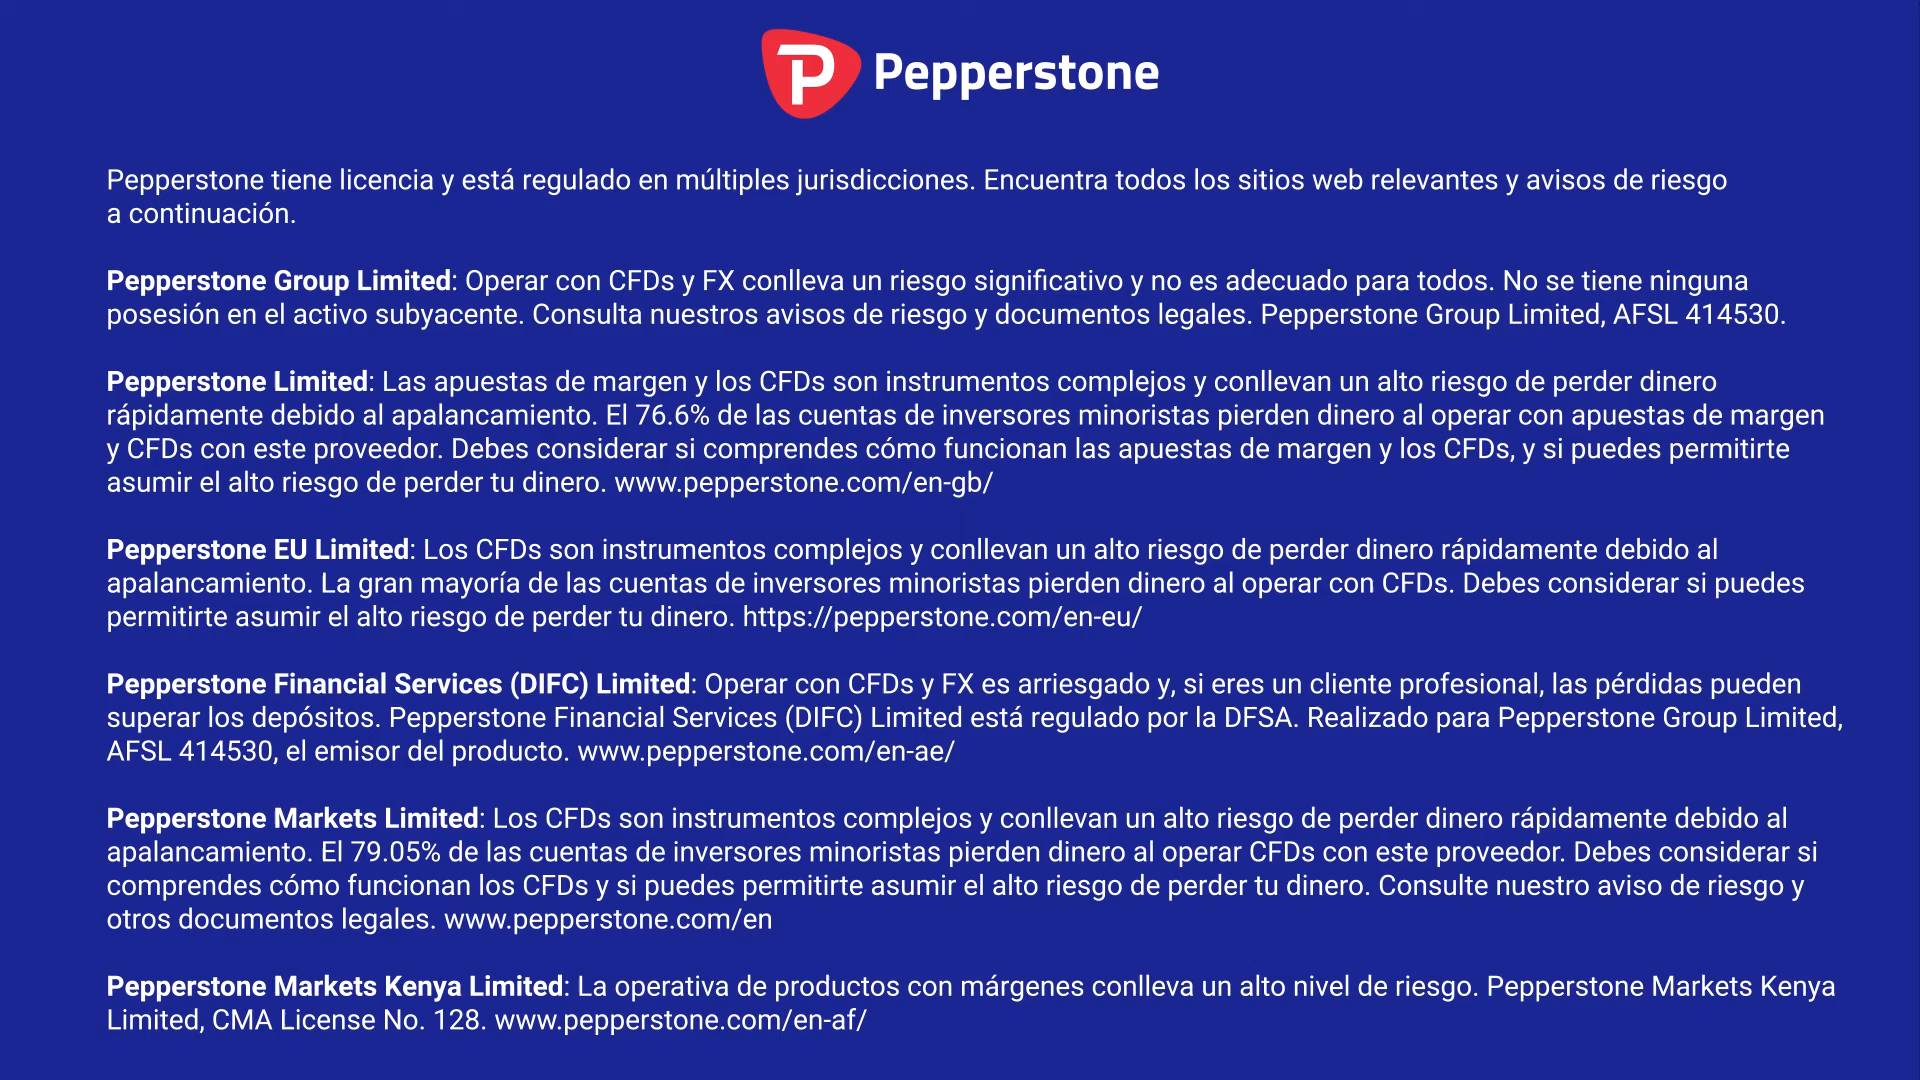 Pepperstone
Pepperstone tiene licencia y está regulado en múltiples jurisdicciones. Encuentra todos los sitios web relevantes y avisos de riesgo
a continuación.
Pepperstone Group Limited: Operar con CFDs y FX conlleva un riesgo significativo y no es adecuado para todos. No se tiene ninguna
posesión en el activo subyacente. Consulta nuestros avisos de riesgo y documentos legales. Pepperstone Group Limited, AFSL 414530.
Pepperstone Limited: Las apuestas de margen y los CFDs son instrumentos complejos y conllevan un alto riesgo de perder dinero
rápidamente debido al apalancamiento. El 76.6% de las cuentas de inversores minoristas pierden dinero al operar con apuestas de margen
y CFDs con este proveedor. Debes considerar si comprendes cómo funcionan las apuestas de margen y los CFDs, y si puedes permitirte
asumir el alto riesgo de perder tu dinero. www.pepperstone.com/en-gb/
Pepperstone EU Limited: Los CFDs son instrumentos complejos y conllevan un alto riesgo de perder dinero rápidamente debido al
apalancamiento. La gran mayoría de las cuentas de inversores minoristas pierden dinero al operar con CFDs. Debes considerar si puedes
permitirte asumir el alto riesgo de perder tu dinero. https://pepperstone.com/en-eu/
Pepperstone Financial Services (DIFC) Limited: Operar con CFDs y FX es arriesgado y, si eres un cliente profesional, las pérdidas pueden
superar los depósitos. Pepperstone Financial Services (DIFC) Limited está regulado por la DFSA. Realizado para Pepperstone Group Limited,
AFSL 414530, el emisor del producto. www.pepperstone.com/en-ae/
Pepperstone Markets Limited: Los CFDs son instrumentos complejos y conllevan un alto riesgo de perder dinero rápidamente debido al
apalancamiento. El 79.05% de las cuentas de inversores minoristas pierden dinero al operar CFDs con este proveedor. Debes considerar si
comprendes cómo funcionan los CFDs y si puedes permitirte asumir el alto riesgo de perder tu dinero. Consulte nuestro aviso de riesgo y
otros documentos legales. www.pepperstone.com/en
Pepperstone Markets Kenya Limited: La operativa de productos con márgenes conlleva un alto nivel de riesgo. Pepperstone Markets Kenya
Limited, CMA License No. 128. www.pepperstone.com/en-af/